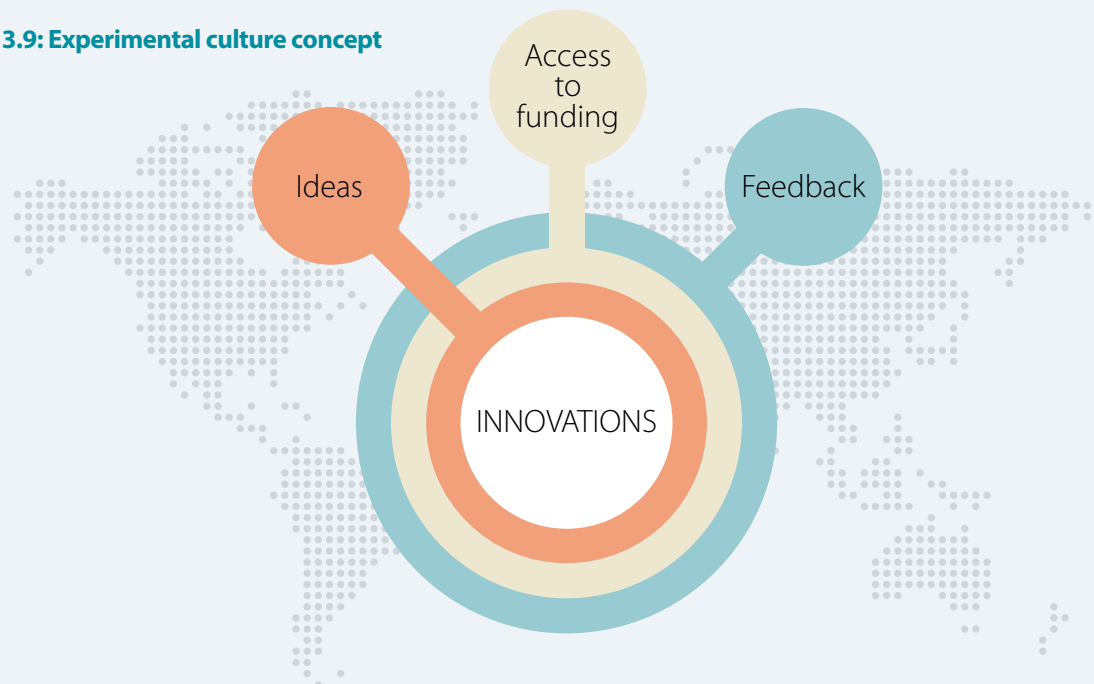 3.9: Experimental culture concept
Access
to
funding
Ideas
Feedback
INNOVATIONS